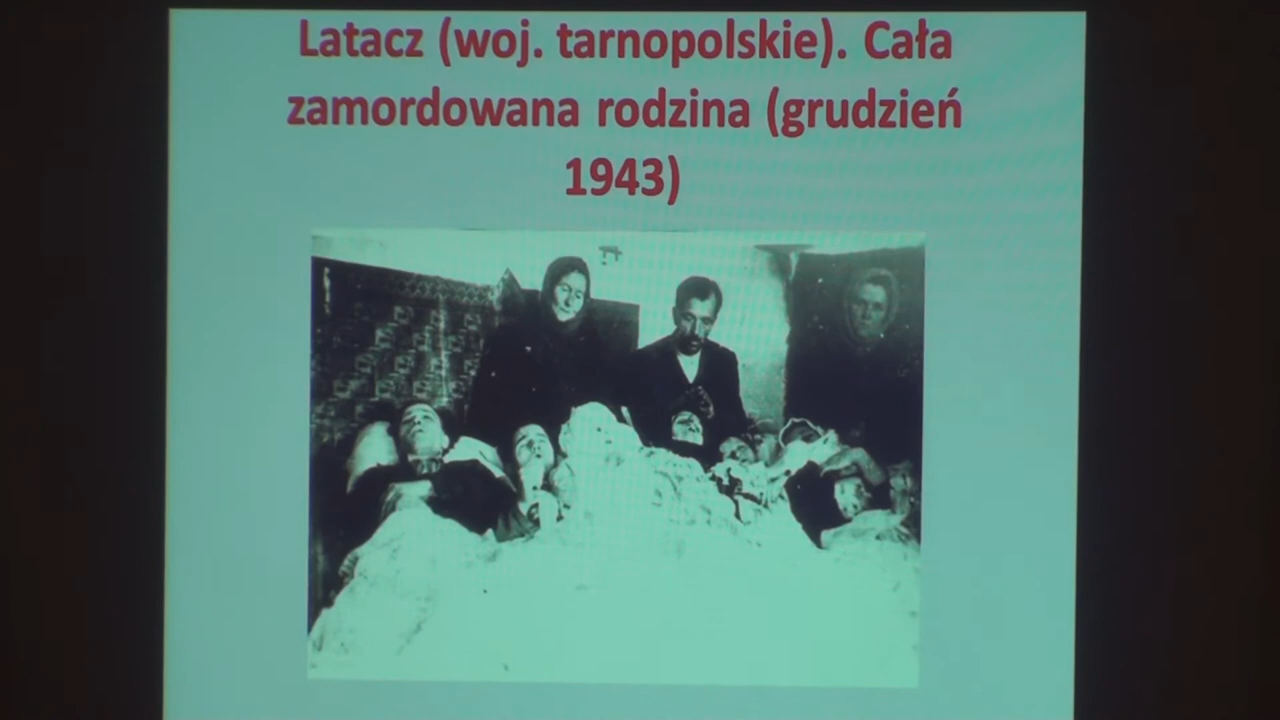 Latacz (woj. tarnopolskie). Cała
zamordowana rodzina (grudzień
1943)